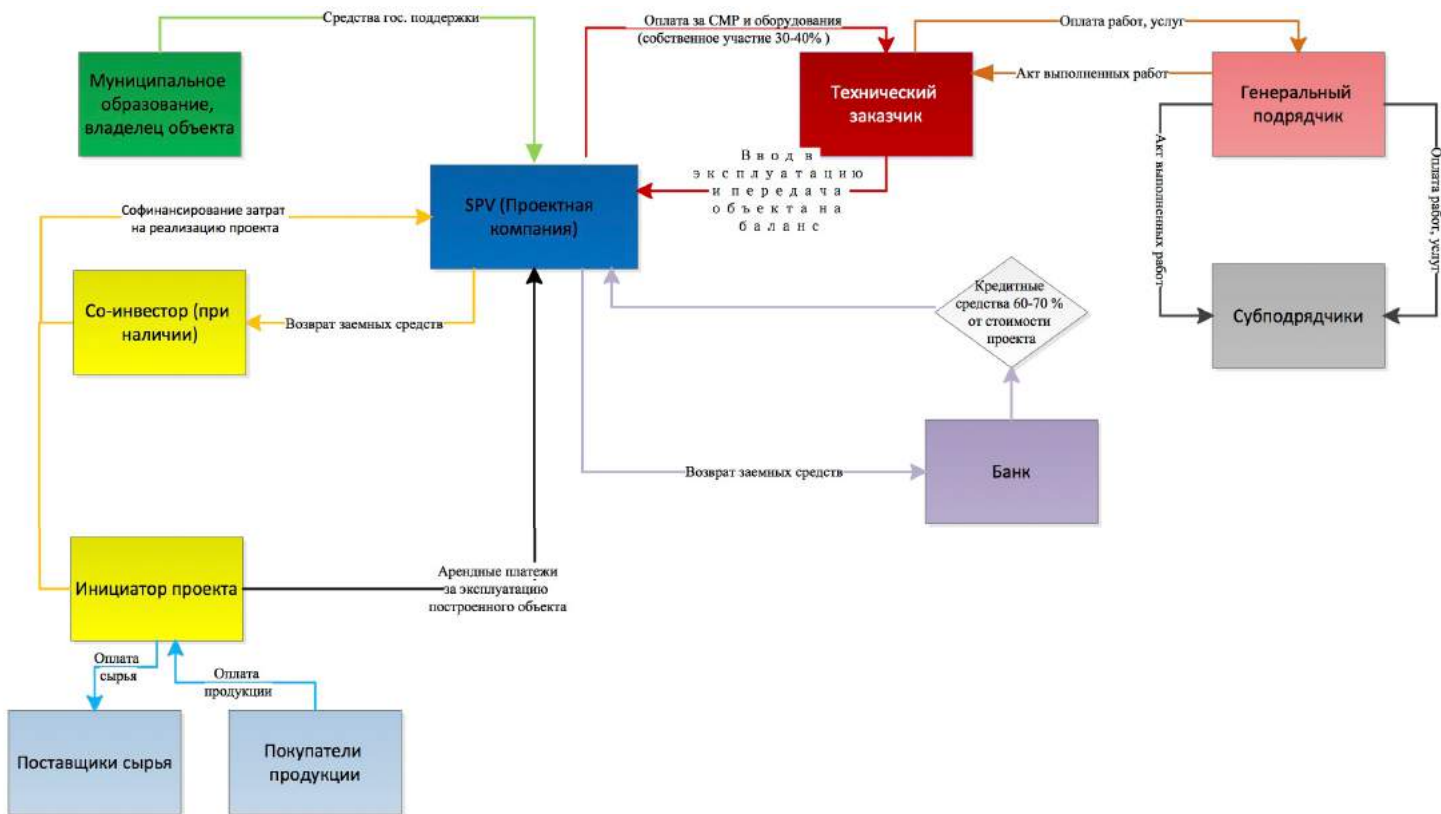 Средства гос. поддержки
Оплата за СМР и оборудования
(собственное участие 30-40% )
Оплата работ, услуг
Муниципальное
образование,
владелец объекта
Технический
заказчик
Акт выполненных работ
Генеральный
подрядчик
Ввод в
эксплуатацию
и передача
объекта на
баланс
Акт выполненных работ
Оплата работ, услуг
SPV (Проектная
компания)
Софинансирование затрат
на реализацию проекта
Со-инвестор (при
наличии)
Возврат заемных средств
Кредитные
средства 60-70 %
от стоимости
проекта
Субподрядчики
Возврат заемных средств
Банк
Инициатор проекта
Арендные платежи
за эксплуатацию
построенного объекта
Оплата
сырья
Оплата
продукции
Поставщики сырья
Покупатели
продукции